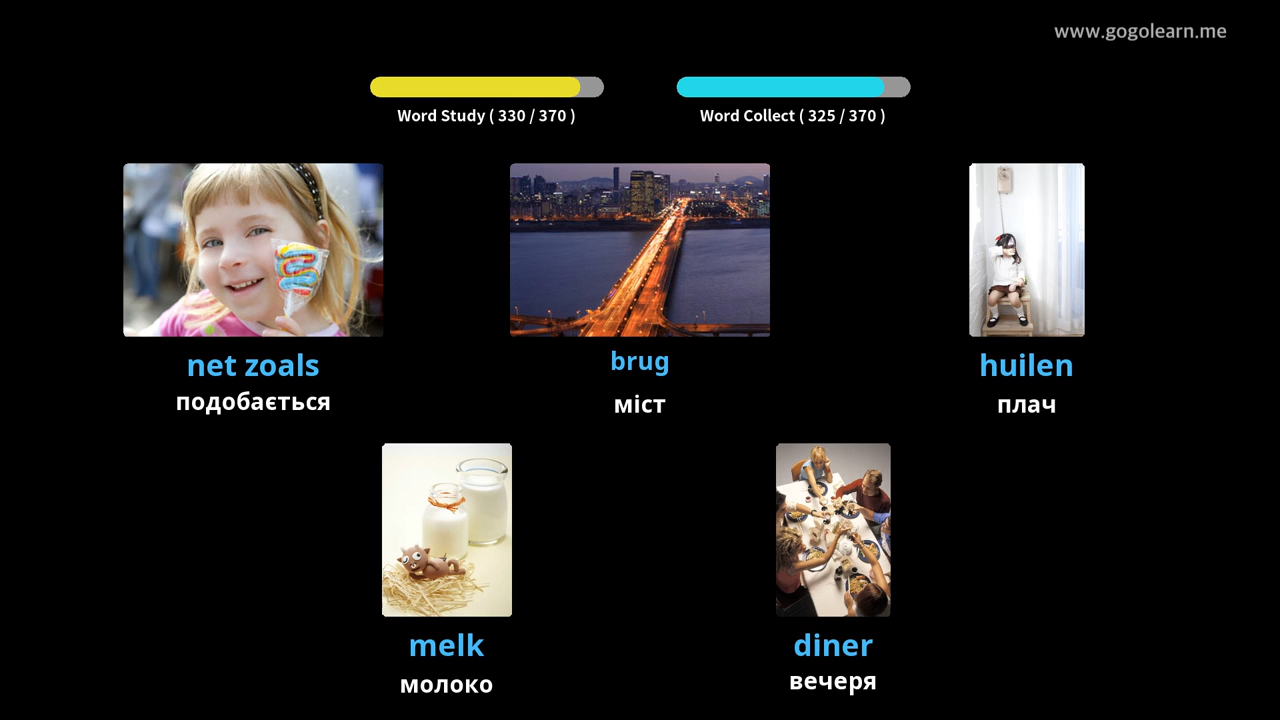 www.gogolearn.me
Word Study ( 330 / 370 )
Word Collect ( 325 / 370 )
net zoals
подобається
brug
міст
huilen
плач
melk
молоко
diner
вечеря